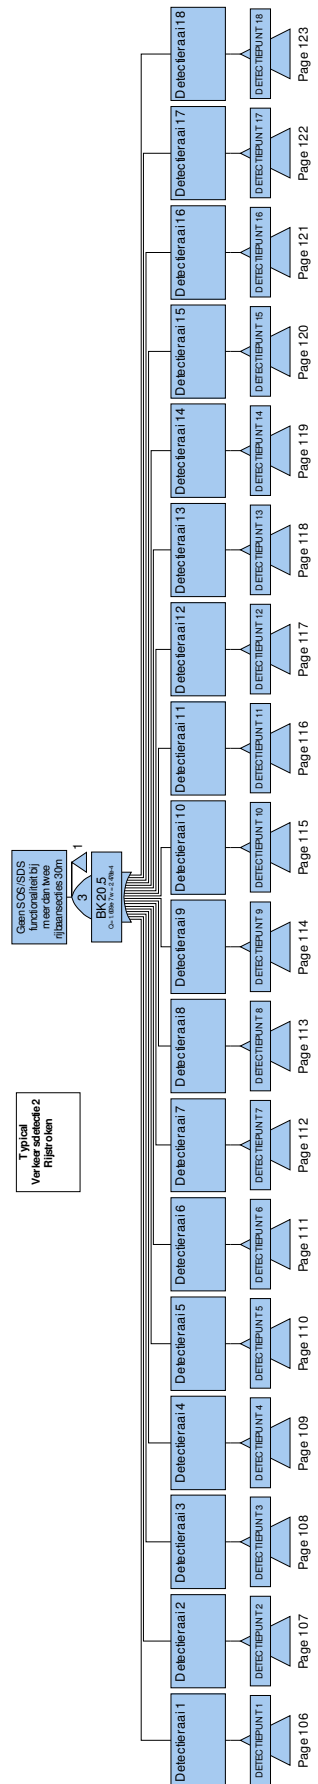 Typical
Verkeersdetectie 2
Rijstroken
Geen SOS/SDS
functionaliteit bij
meer dan twee
rijbaansecties 30m
3
1
BK20.5
Detectieraai 1
Detectieraai 2
Detectieraai 3
Detectieraai 4
Detectieraai 5
Detectieraai 6
Detectieraai 7
Detectieraai 8
Detectieraai 9
Detectieraai 10
Detectieraai 11
Detectieraai 12
Detectieraai 13
Detectieraai 14
Detectieraai 15
Detectieraai 16
Detectieraai 17
Detectieraai 18
DETECTIEPUNT 1
DETECTIEPUNT 2
DETECTIEPUNT 3
DETECTIEPUNT 4
DETECTIEPUNT 5
DETECTIEPUNT 6
DETECTIEPUNT 7
DETECTIEPUNT 8
DETECTIEPUNT 9
DETECTIEPUNT 10
DETECTIEPUNT 11
DETECTIEPUNT 12
DETECTIEPUNT 13
DETECTIEPUNT 14
DETECTIEPUNT 15
DETECTIEPUNT 16
DETECTIEPUNT 17
DETECTIEPUNT 18
Page 106
Page 107
Page 108
Page 109
Page 110
Page 111
Page 112
Page 113
Page 114
Page 115
Page 116
Page 117
Page 118
Page 119
Page 120
Page 121
Page 122
Page 123